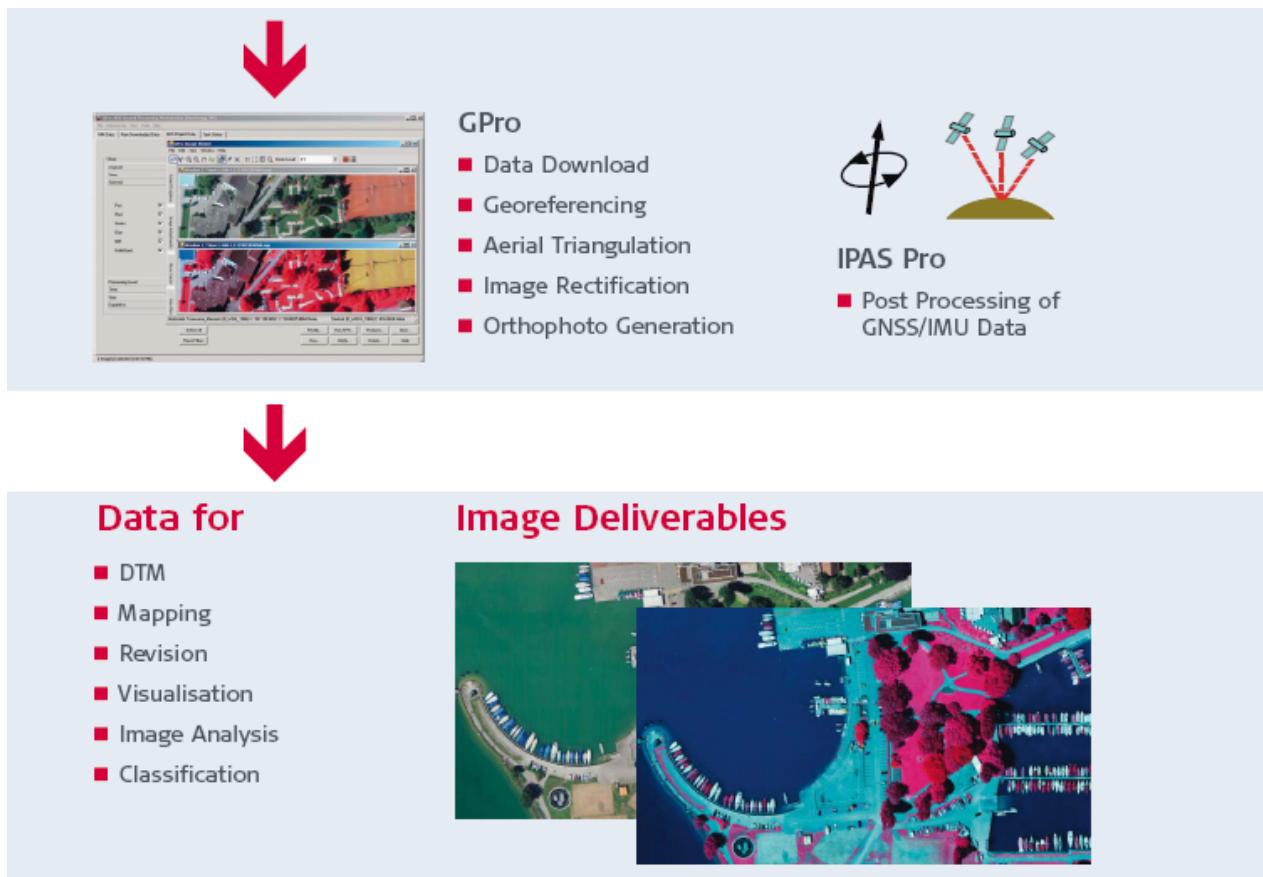 GPro
Data Download
Georeferencing
Aerial Triangulation
Image Rectification
Orthophoto Generation
IPAS Pro
Post Processing of
GNSS/IMU Data
Data for
DTM
Mapping
Revision
Visualisation
Image Analysis
Classification
Image Deliverables